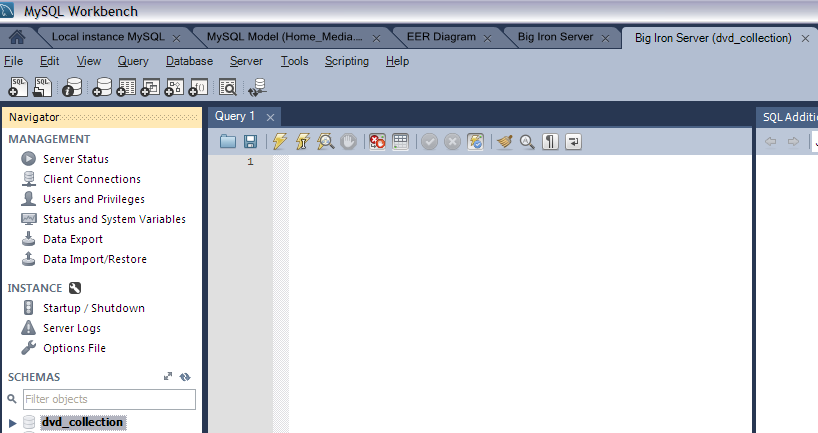 MySQL Workbench
Local instance MySQL
MySQL Model (Home_Media....
EER Diagram
Big Iron Server
Big Iron Server (dvd_collection)
File Edit View Query Database Server Tools Scripting Help
Navigator
Query 1
SQL Additi
MANAGEMENT
Server Status
Client Connections
Users and Privileges
Status and System Variables
Data Export
Data Import/Restore
INSTANCE
Startup / Shutdown
Server Logs
Options File
SCHEMAS
Filter objects
dvd_collection
1